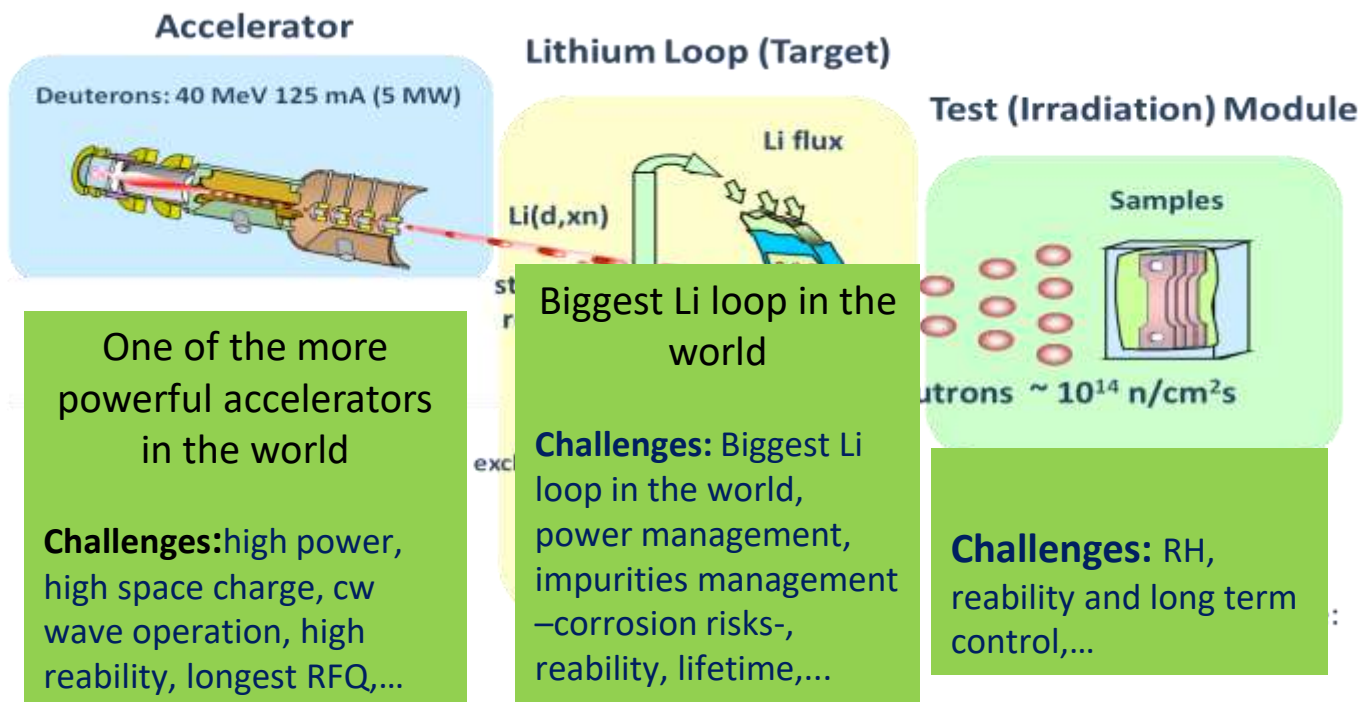 Accelerator
Deuterons: 40 MeV 125 mA (5 MW)
One of the more
powerful accelerators
in the world
Challenges:high power,
high space charge, cw
wave operation, high
reability, longest RFQ,…
Lithium Loop (Target)
Li flux
Li(d,xn)
Biggest Li loop in the
world
Challenges: Biggest Li
loop in the world,
power management,
impurities management
–corrosion risks-,
reability, lifetime,...
Test (Irradiation) Module
Samples
~ 10¹⁴ n/cm²s
Challenges: RH,
reability and long term
control,…